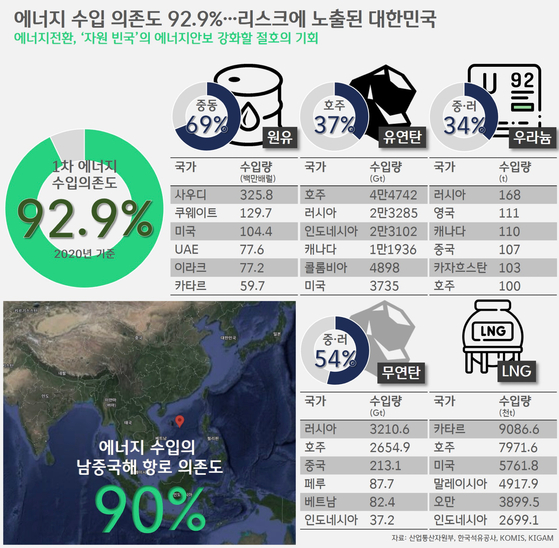 에너지 수입 의존도 92.9%…리스크에 노출된 대한민국
에너지전환, ‘자원 빈국’의 에너지안보 강화할 절호의 기회
1차 에너지
수입의존도
92.9%
2020년 기준
중동
69%
원유
국가 수입량
(백만배럴)
사우디 325.8
쿠웨이트 129.7
미국 104.4
UAE 77.6
이라크 77.2
카타르 59.7
호주
37%
유연탄
국가 수입량
(Gt)
호주 4만4742
러시아 2만3285
인도네시아 2만3102
캐나다 1만1936
콜롬비아 4898
미국 3735
U 92
중·러
34%
우라늄
국가 수입량
(t)
러시아 168
영국 111
캐나다 110
중국 107
카자흐스탄 103
호주 100
에너지 수입의
남중국해 항로 의존도
90%
중·러
54%
무연탄
국가 수입량
(Gt)
러시아 3210.6
호주 2654.9
중국 213.1
페루 87.7
베트남 82.4
인도네시아 37.2
LNG
LNG
국가 수입량
(천t)
카타르 9086.6
호주 7971.6
미국 5761.8
말레이시아 4917.9
오만 3899.5
인도네시아 2699.1
자료: 산업통산자원부, 한국석유공사, KOMIS, KIGAM